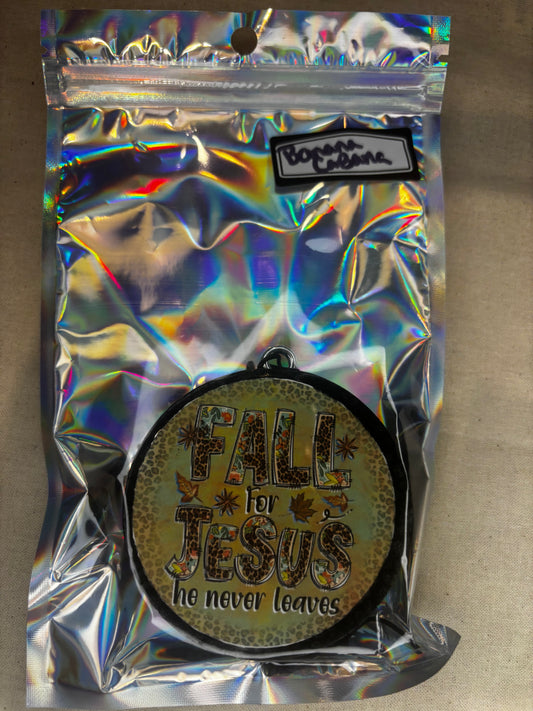 Banana
Cabana
FALL
for
JESUS
he never leaves